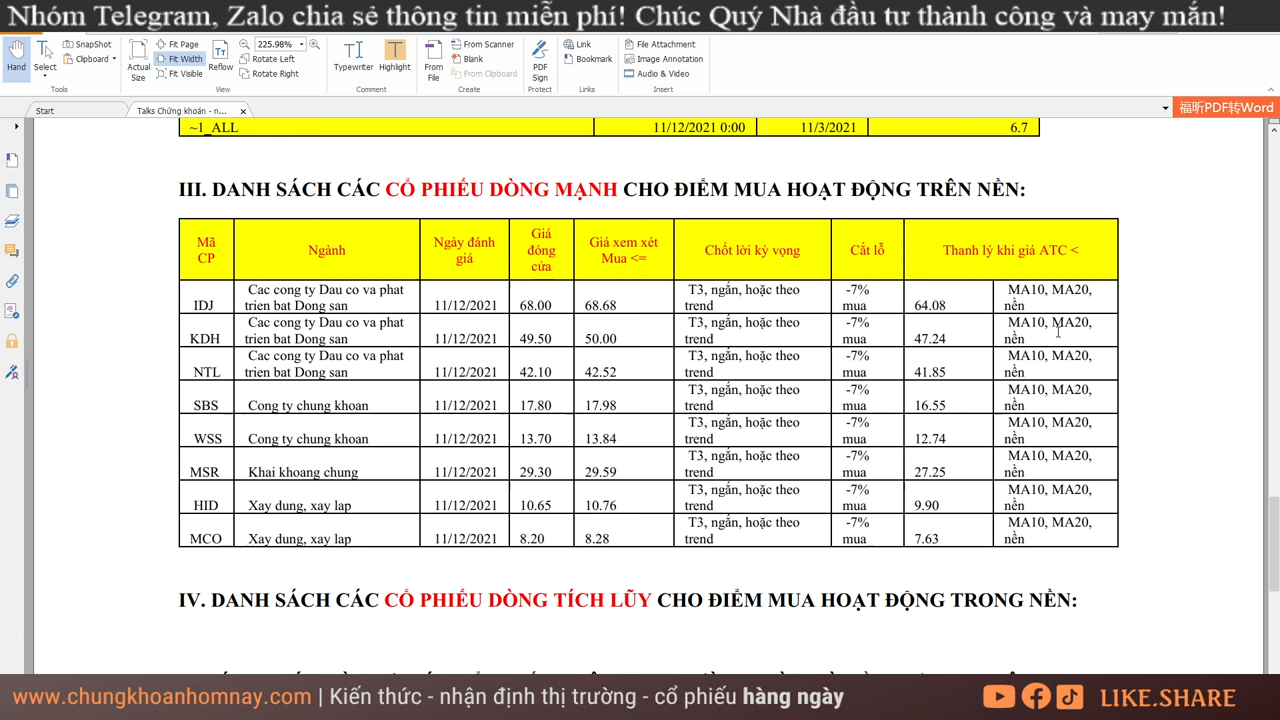 Nhóm Telegram, Zalo chia sẻ thông tin miễn phí! Chúc Quý Nhà đầu tư thành công và may mắn!
Hand
Select
SnapShot
Clipboard
Tools
Actual Size
Fit Page
Fit Width
Fit Visible
Reflow
225.98%
Rotate Left
Rotate Right
View
Typewriter
Highlight
Comment
From File
From Scanner
Blank
From Clipboard
Create
PDF Sign
Protect
Link
Bookmark
Links
File Attachment
Image Annotation
Audio & Video
Insert
Start
Talks Chứng khoán - n...
福昕PDF转Word
~1_ALL 11/12/2021 0:00 11/3/2021 6.7
III. DANH SÁCH CÁC CỔ PHIẾU DÒNG MẠNH CHO ĐIỂM MUA HOẠT ĐỘNG TRÊN NỀN:
Mã CP Ngành Ngày đánh giá Giá đóng cửa Giá xem xét Mua <= Chốt lời kỳ vọng Cắt lỗ Thanh lý khi giá ATC <
IDJ Cac cong ty Dau co va phat trien bat Dong san 11/12/2021 68.00 68.68 T3, ngắn, hoặc theo trend -7% mua 64.08 MA10, MA20, nền
KDH Cac cong ty Dau co va phat trien bat Dong san 11/12/2021 49.50 50.00 T3, ngắn, hoặc theo trend -7% mua 47.24 MA10, MA20, nền
NTL Cac cong ty Dau co va phat trien bat Dong san 11/12/2021 42.10 42.52 T3, ngắn, hoặc theo trend -7% mua 41.85 MA10, MA20, nền
SBS Cong ty chung khoan 11/12/2021 17.80 17.98 T3, ngắn, hoặc theo trend -7% mua 16.55 MA10, MA20, nền
WSS Cong ty chung khoan 11/12/2021 13.70 13.84 T3, ngắn, hoặc theo trend -7% mua 12.74 MA10, MA20, nền
MSR Khai khoang chung 11/12/2021 29.30 29.59 T3, ngắn, hoặc theo trend -7% mua 27.25 MA10, MA20, nền
HID Xay dung, xay lap 11/12/2021 10.65 10.76 T3, ngắn, hoặc theo trend -7% mua 9.90 MA10, MA20, nền
MCO Xay dung, xay lap 11/12/2021 8.20 8.28 T3, ngắn, hoặc theo trend -7% mua 7.63 MA10, MA20, nền
IV. DANH SÁCH CÁC CỔ PHIẾU DÒNG TÍCH LŨY CHO ĐIỂM MUA HOẠT ĐỘNG TRONG NỀN:
www.chungkhoanhomnay.com | Kiến thức - nhận định thị trường - cổ phiếu hàng ngày
LIKE.SHARE